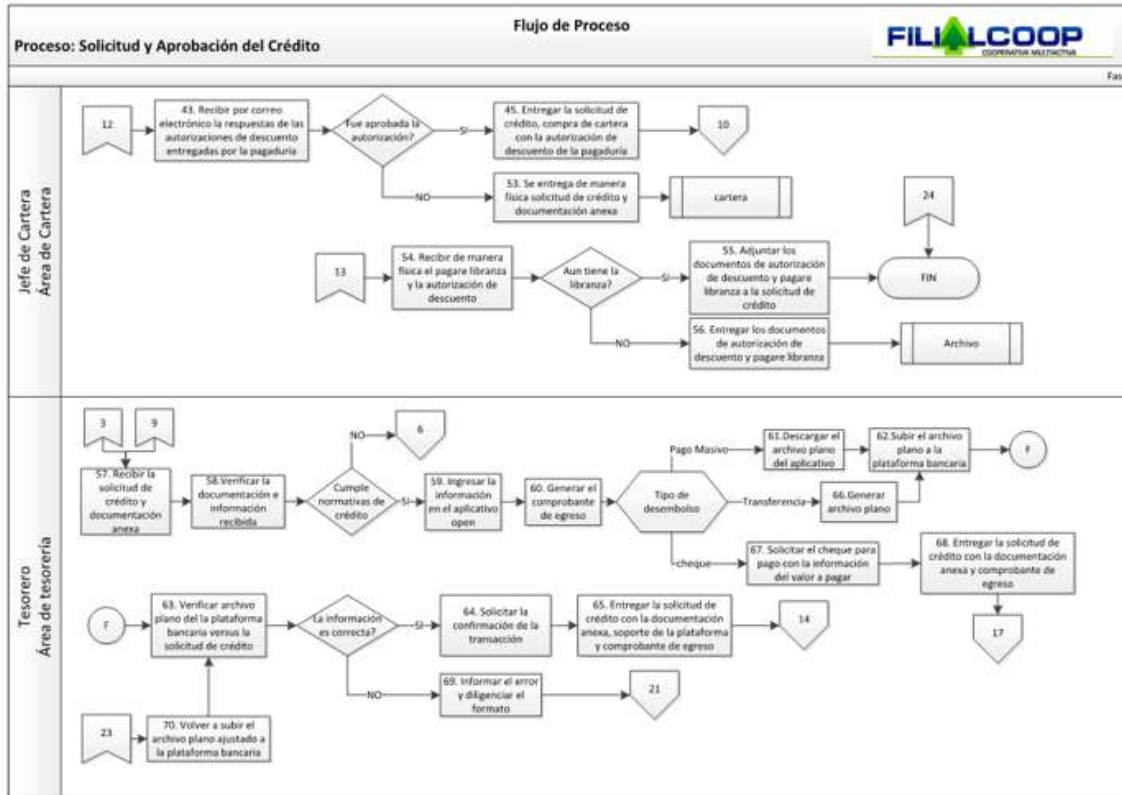 Flujo de Proceso
Proceso: Solicitud y Aprobación del Crédito
FILIALCOOP
COOPERATIVA MULTIACTIVA
Fas
Jefe de Cartera
Área de Cartera
12
43. Recibir por correo
electrónico la respuestas de las
autorizaciones de descuento
entregadas por la pagaduría
Fue aprobada la
autorización?
SI
45. Entregar la solicitud de
crédito, compra de cartera
con la autorización de
descuento de la pagaduría
10
NO
53. Se entrega de manera
física solicitud de crédito y
documentación anexa
cartera
24
13
54. Recibir de manera
física el pagare libranza
y la autorización de
descuento
Aun tiene la
libranza?
SI
55. Adjuntar los
documentos de autorización
de descuento y pagare
libranza a la solicitud de
crédito
FIN
NO
56. Entregar los documentos
de autorización de
descuento y pagare libranza
Archivo
Tesorero
Área de tesorería
3
9
57. Recibir la
solicitud de
crédito y
documentación
anexa
58.Verificar la
documentación e
información
recibida
Cumple
normativas de
crédito
NO
6
SI
59. Ingresar la
información
en el aplicativo
open
60. Generar el
comprobante
de egreso
Tipo de
desembolso
Pago Masivo
61.Descargar el
archivo plano
del aplicativo
62.Subir el archivo
plano a la
plataforma bancaria
F
Transferencia
66.Generar
archivo plano
cheque
67. Solicitar el cheque para
pago con la información
del valor a pagar
68. Entregar la solicitud de
crédito con la documentación
anexa y comprobante de
egreso
17
F
63. Verificar archivo
plano del la plataforma
bancaria versus la
solicitud de crédito
La información
es correcta?
SI
64. Solicitar la
confirmación de la
transacción
65. Entregar la solicitud de
crédito con la documentación
anexa, soporte de la plataforma
y comprobante de egreso
14
NO
69. Informar el error
y diligenciar el
formato
21
23
70. Volver a subir el
archivo plano ajustado a
la plataforma bancaria